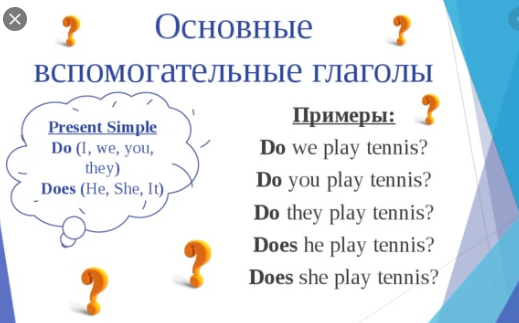 Основные
вспомогательные глаголы
Present Simple
Do (I, we, you,
they)
Does (He, She, It)
Примеры:
Do we play tennis?
Do you play tennis?
Do they play tennis?
Does he play tennis?
Does she play tennis?